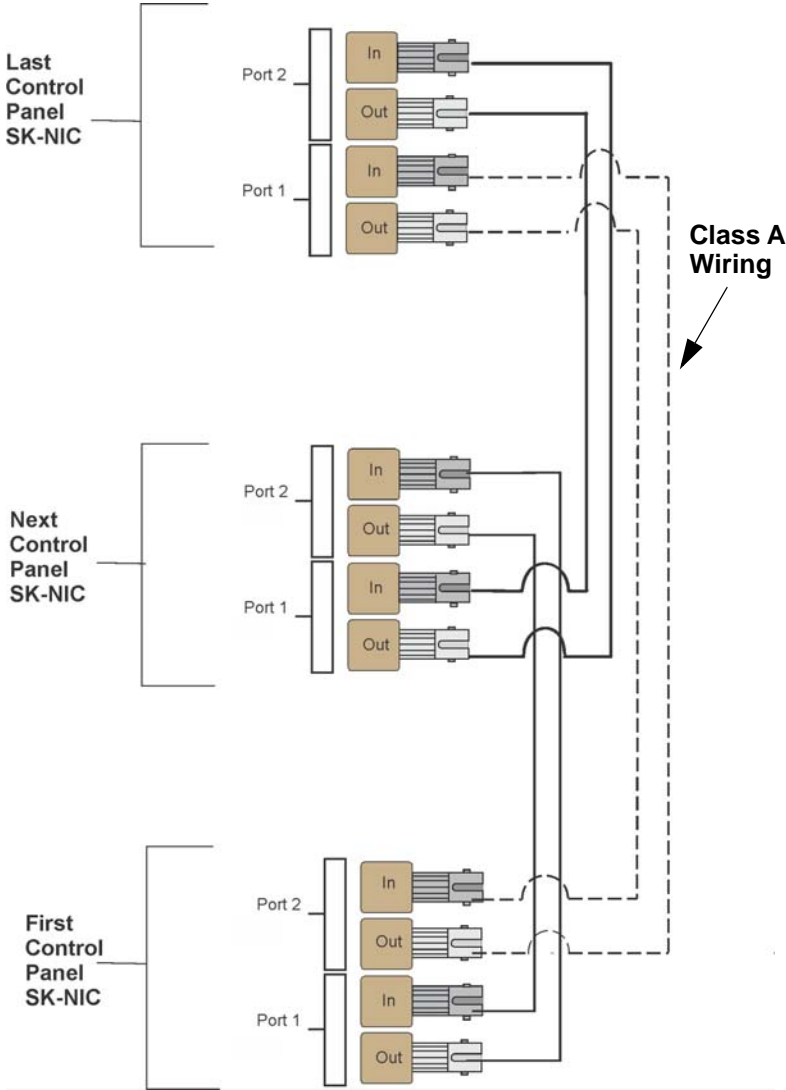 Last
Control
Panel
SK-NIC
Port 2
In
Out
Port 1
In
Out
Class A
Wiring
Next
Control
Panel
SK-NIC
Port 2
In
Out
Port 1
In
Out
First
Control
Panel
SK-NIC
Port 2
In
Out
Port 1
In
Out